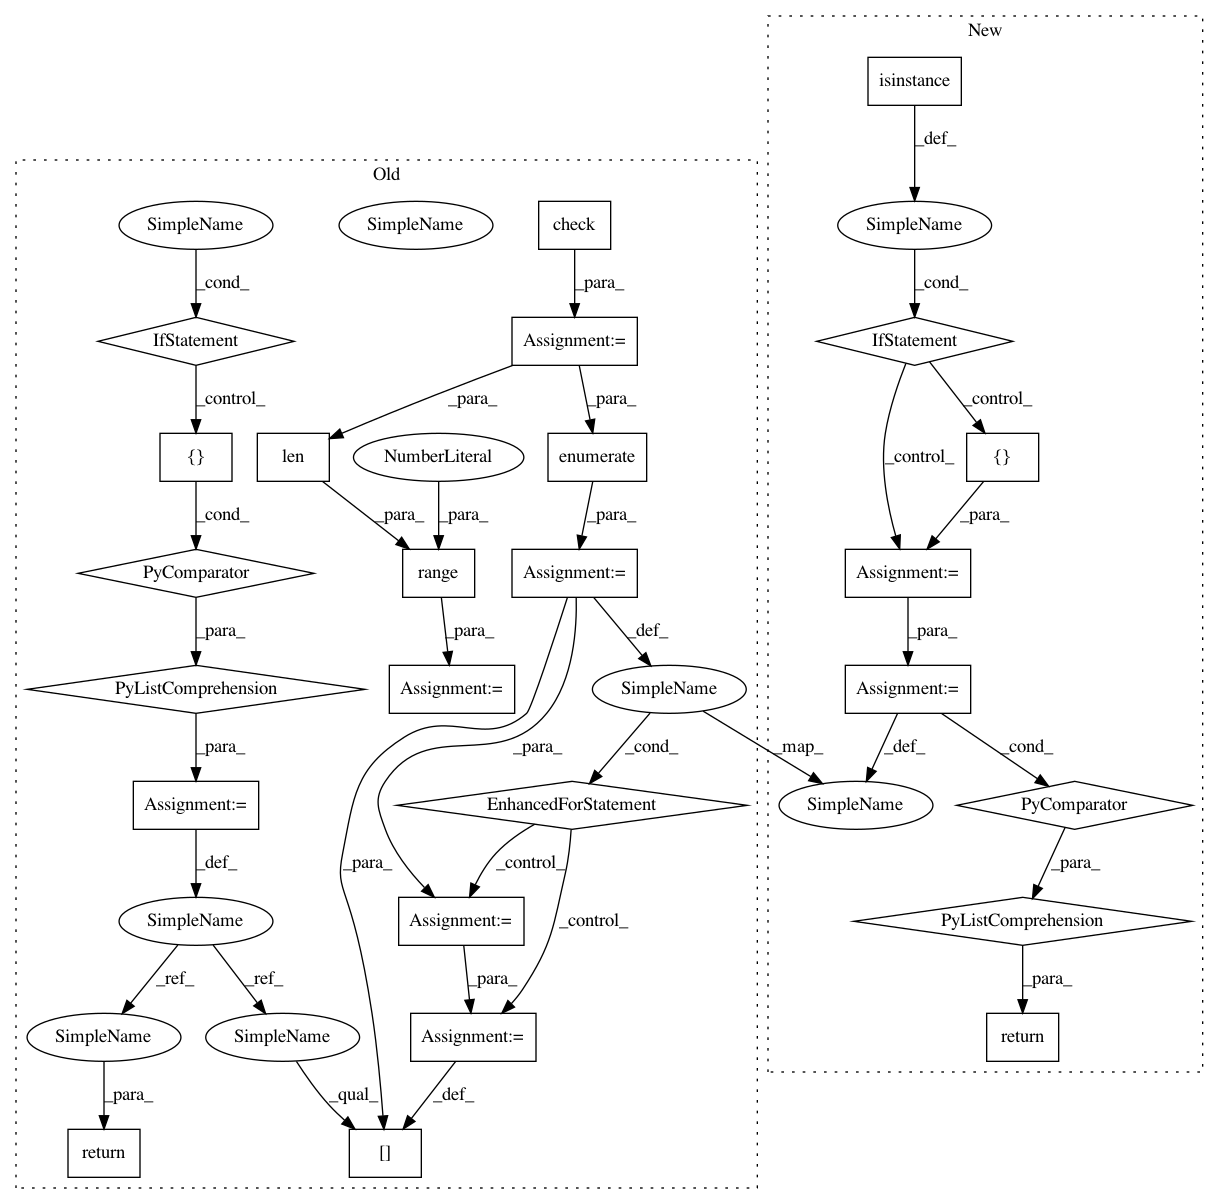 New
isinstance
_def_
Old
SimpleName
SimpleName
check
SimpleName
_cond_
_para_
_cond_
IfStatement
Assignment:=
IfStatement
_control_
_para_
_para_
_control_
{}
len
NumberLiteral
enumerate
_control_
{}
_cond_
_para_
_para_
_para_
_para_
PyComparator
range
Assignment:=
Assignment:=
_para_
_para_
_def_
_para_
PyListComprehension
Assignment:=
SimpleName
Assignment:=
_para_
_para_
_cond_
_map_
_def_
_cond_
Assignment:=
EnhancedForStatement
SimpleName
PyComparator
_def_
_para_
_control_
_control_
_para_
SimpleName
Assignment:=
PyListComprehension
_ref_
_ref_
_para_
_para_
SimpleName
SimpleName
Assignment:=
return
_para_
_qual_
_def_
return
[]